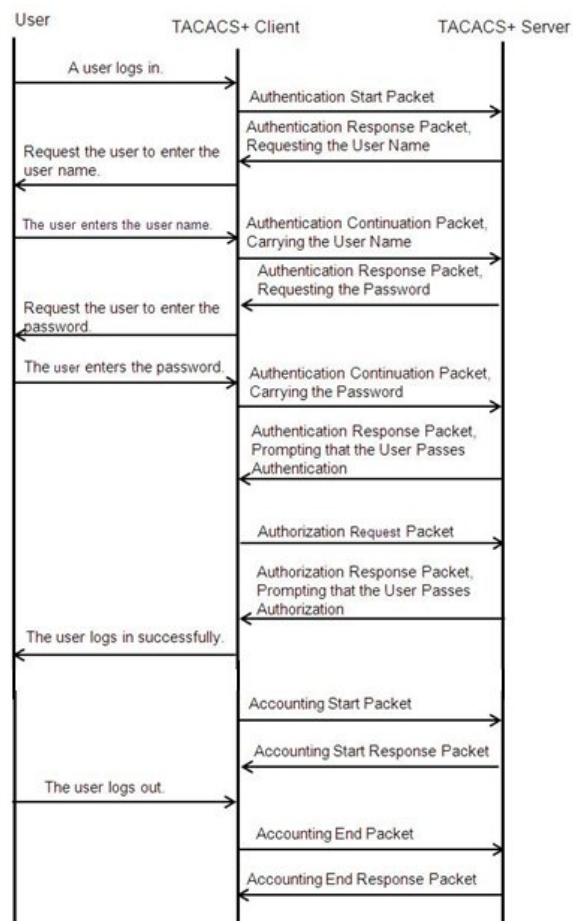 User
TACACS+ Client
TACACS+ Server
A user logs in.
Authentication Start Packet
Authentication Response Packet,
Requesting the User Name
Request the user to enter the
user name.
The user enters the user name.
Authentication Continuation Packet,
Carrying the User Name
Authentication Response Packet,
Requesting the Password
Request the user to enter the
password.
The user enters the password.
Authentication Continuation Packet,
Carrying the Password
Authentication Response Packet,
Prompting that the User Passes
Authentication
Authorization Request Packet
Authorization Response Packet,
Prompting that the User Passes
Authorization
The user logs in successfully.
Accounting Start Packet
Accounting Start Response Packet
The user logs out.
Accounting End Packet
Accounting End Response Packet